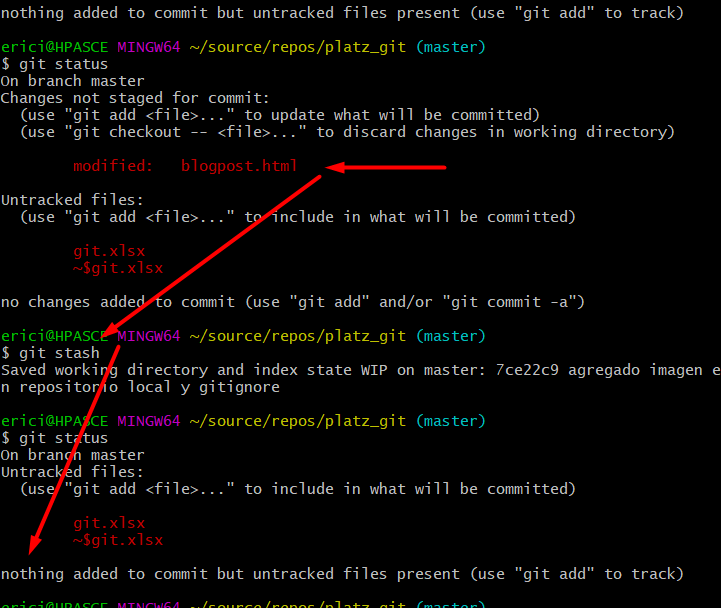 nothing added to commit but untracked files present (use "git add" to track)
erici@HPASCE MINGW64 ~/source/repos/platz_git (master)
$ git status
On branch master
Changes not staged for commit:
(use "git add <file>..." to update what will be committed)
(use "git checkout -- <file>..." to discard changes in working directory)
modified: blogpost.html
Untracked files:
(use "git add <file>..." to include in what will be committed)
git.xlsx
~$git.xlsx
no changes added to commit (use "git add" and/or "git commit -a")
erici@HPASCE MINGW64 ~/source/repos/platz_git (master)
$ git stash
Saved working directory and index state WIP on master: 7ce22c9 agregado imagen e
n repositorio local y gitignore
erici@HPASCE MINGW64 ~/source/repos/platz_git (master)
$ git status
On branch master
Untracked files:
(use "git add <file>..." to include in what will be committed)
git.xlsx
~$git.xlsx
nothing added to commit but untracked files present (use "git add" to track)
erici@HPASCE MINGW64 ~/source/repos/platz_git (master)